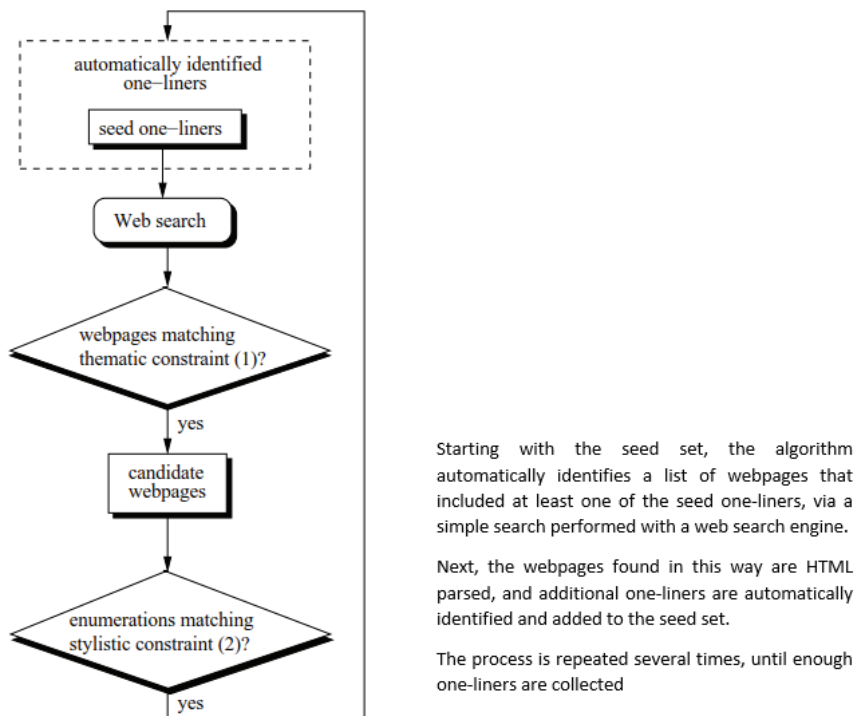 automatically identified
one–liners
seed one–liners
Web search
webpages matching
thematic constraint (1)?
yes
candidate
webpages
enumerations matching
stylistic constraint (2)?
yes
Starting with the seed set, the algorithm
automatically identifies a list of webpages that
included at least one of the seed one-liners, via a
simple search performed with a web search engine.
Next, the webpages found in this way are HTML
parsed, and additional one-liners are automatically
identified and added to the seed set.
The process is repeated several times, until enough
one-liners are collected